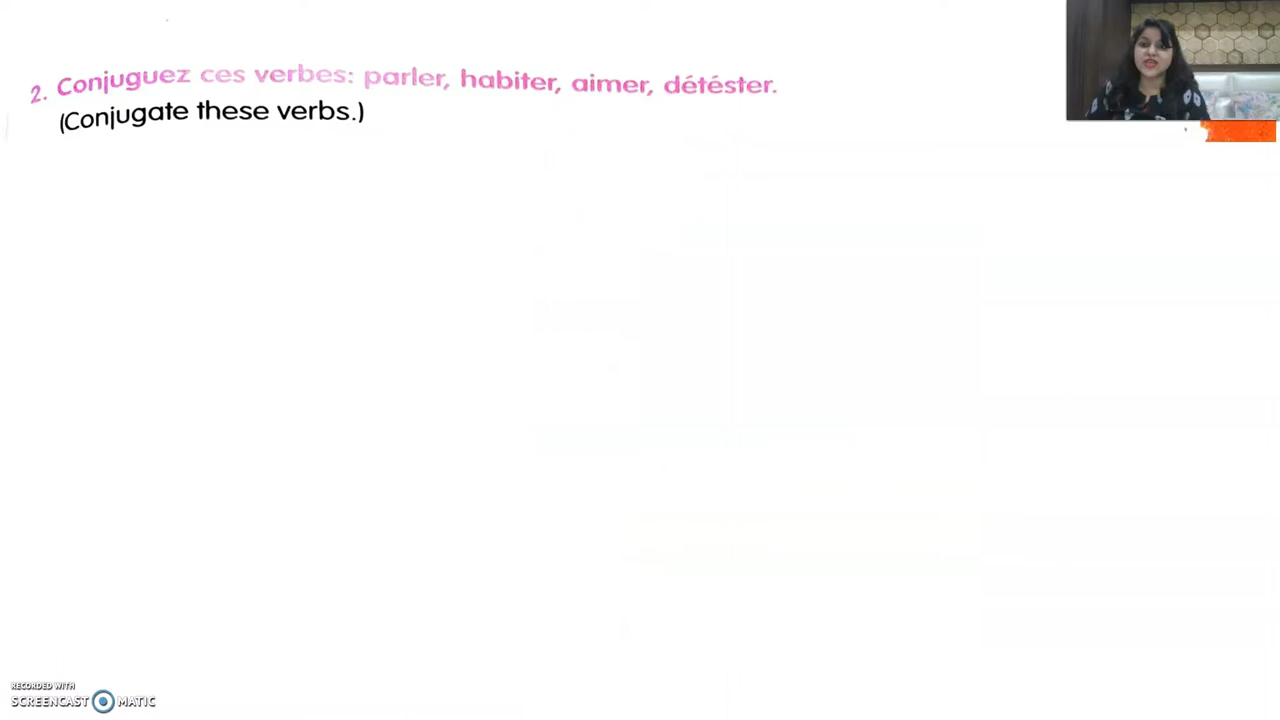 2. Conjuguez ces verbes: parler, habiter, aimer, détéster.
(Conjugate these verbs.)
RECORDED WITH
SCREENCAST MATIC